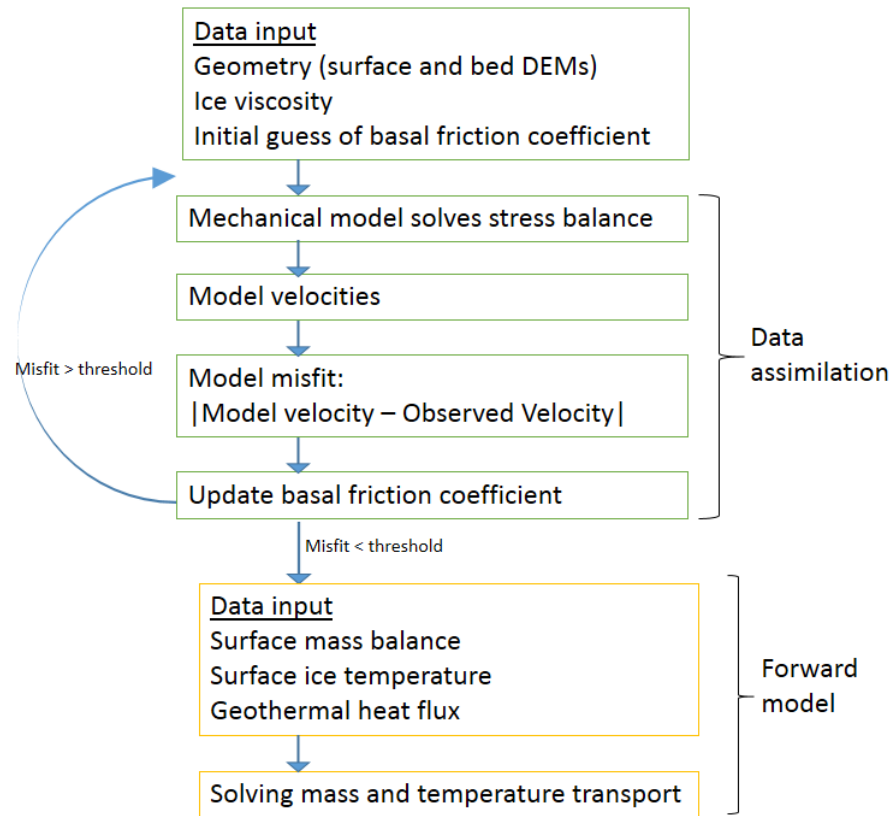 Data input
Geometry (surface and bed DEMs)
Ice viscosity
Initial guess of basal friction coefficient
Mechanical model solves stress balance
Model velocities
Misfit > threshold
Model misfit:
|Model velocity – Observed Velocity|
Data
assimilation
Update basal friction coefficient
Misfit < threshold
Data input
Surface mass balance
Surface ice temperature
Geothermal heat flux
Forward
model
Solving mass and temperature transport